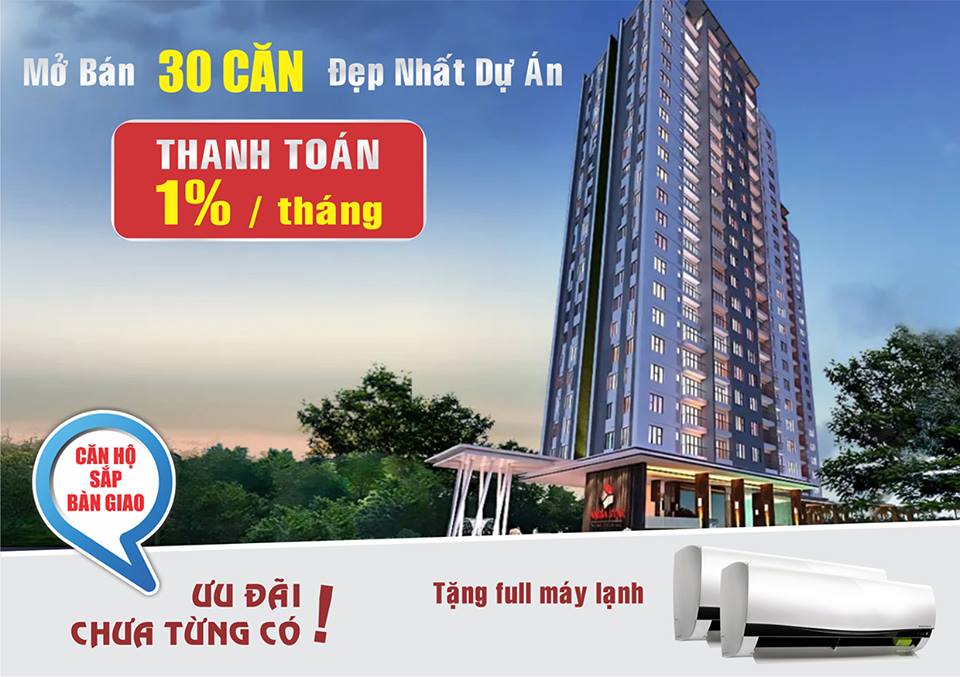 Mở Bán 30 CĂN Đẹp Nhất Dự Án
THANH TOÁN
1% / tháng
CĂN HỘ
SẮP
BÀN GIAO
ƯU ĐÃI
CHƯA TỪNG CÓ !
Tặng full máy lạnh